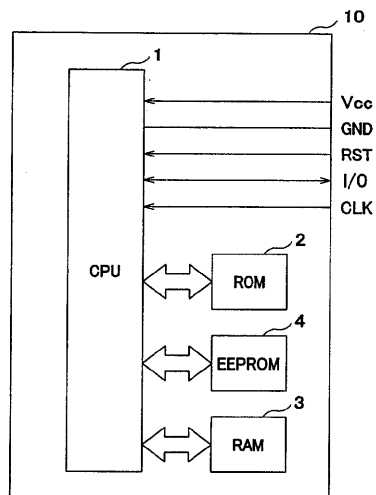 10
1
Vcc
GND
RST
I/O
CLK
CPU
2
ROM
4
EEPROM
3
RAM